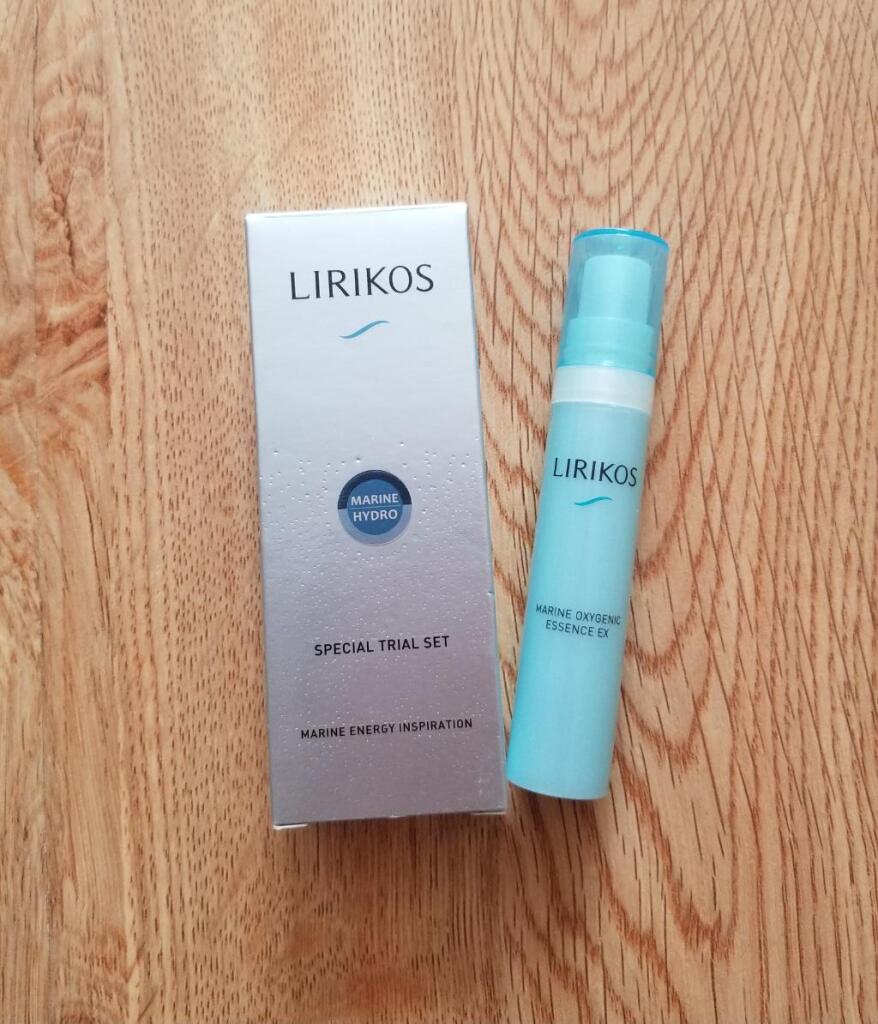 LIRIKOS
MARINE
HYDRO
SPECIAL TRIAL SET
MARINE ENERGY INSPIRATION
LIRIKOS
MARINE OXYGENIC
ESSENCE EX